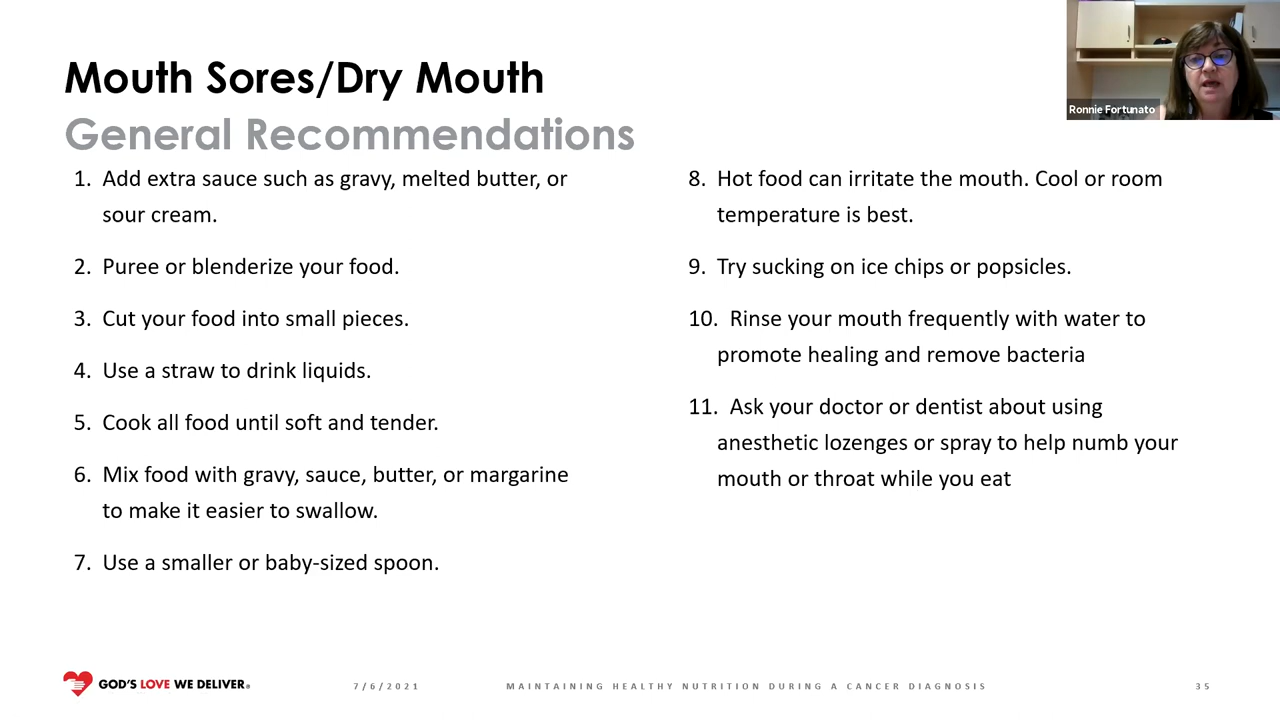 Mouth Sores/Dry Mouth
General Recommendations
Ronnie Fortunato
1. Add extra sauce such as gravy, melted butter, or
sour cream.
2. Puree or blenderize your food.
3. Cut your food into small pieces.
4. Use a straw to drink liquids.
5. Cook all food until soft and tender.
6. Mix food with gravy, sauce, butter, or margarine
to make it easier to swallow.
7. Use a smaller or baby-sized spoon.
8. Hot food can irritate the mouth. Cool or room
temperature is best.
9. Try sucking on ice chips or popsicles.
10. Rinse your mouth frequently with water to
promote healing and remove bacteria
11. Ask your doctor or dentist about using
anesthetic lozenges or spray to help numb your
mouth or throat while you eat
GOD'S LOVE WE DELIVER®
7/6/2021
MAINTAINING HEALTHY NUTRITION DURING A CANCER DIAGNOSIS
35